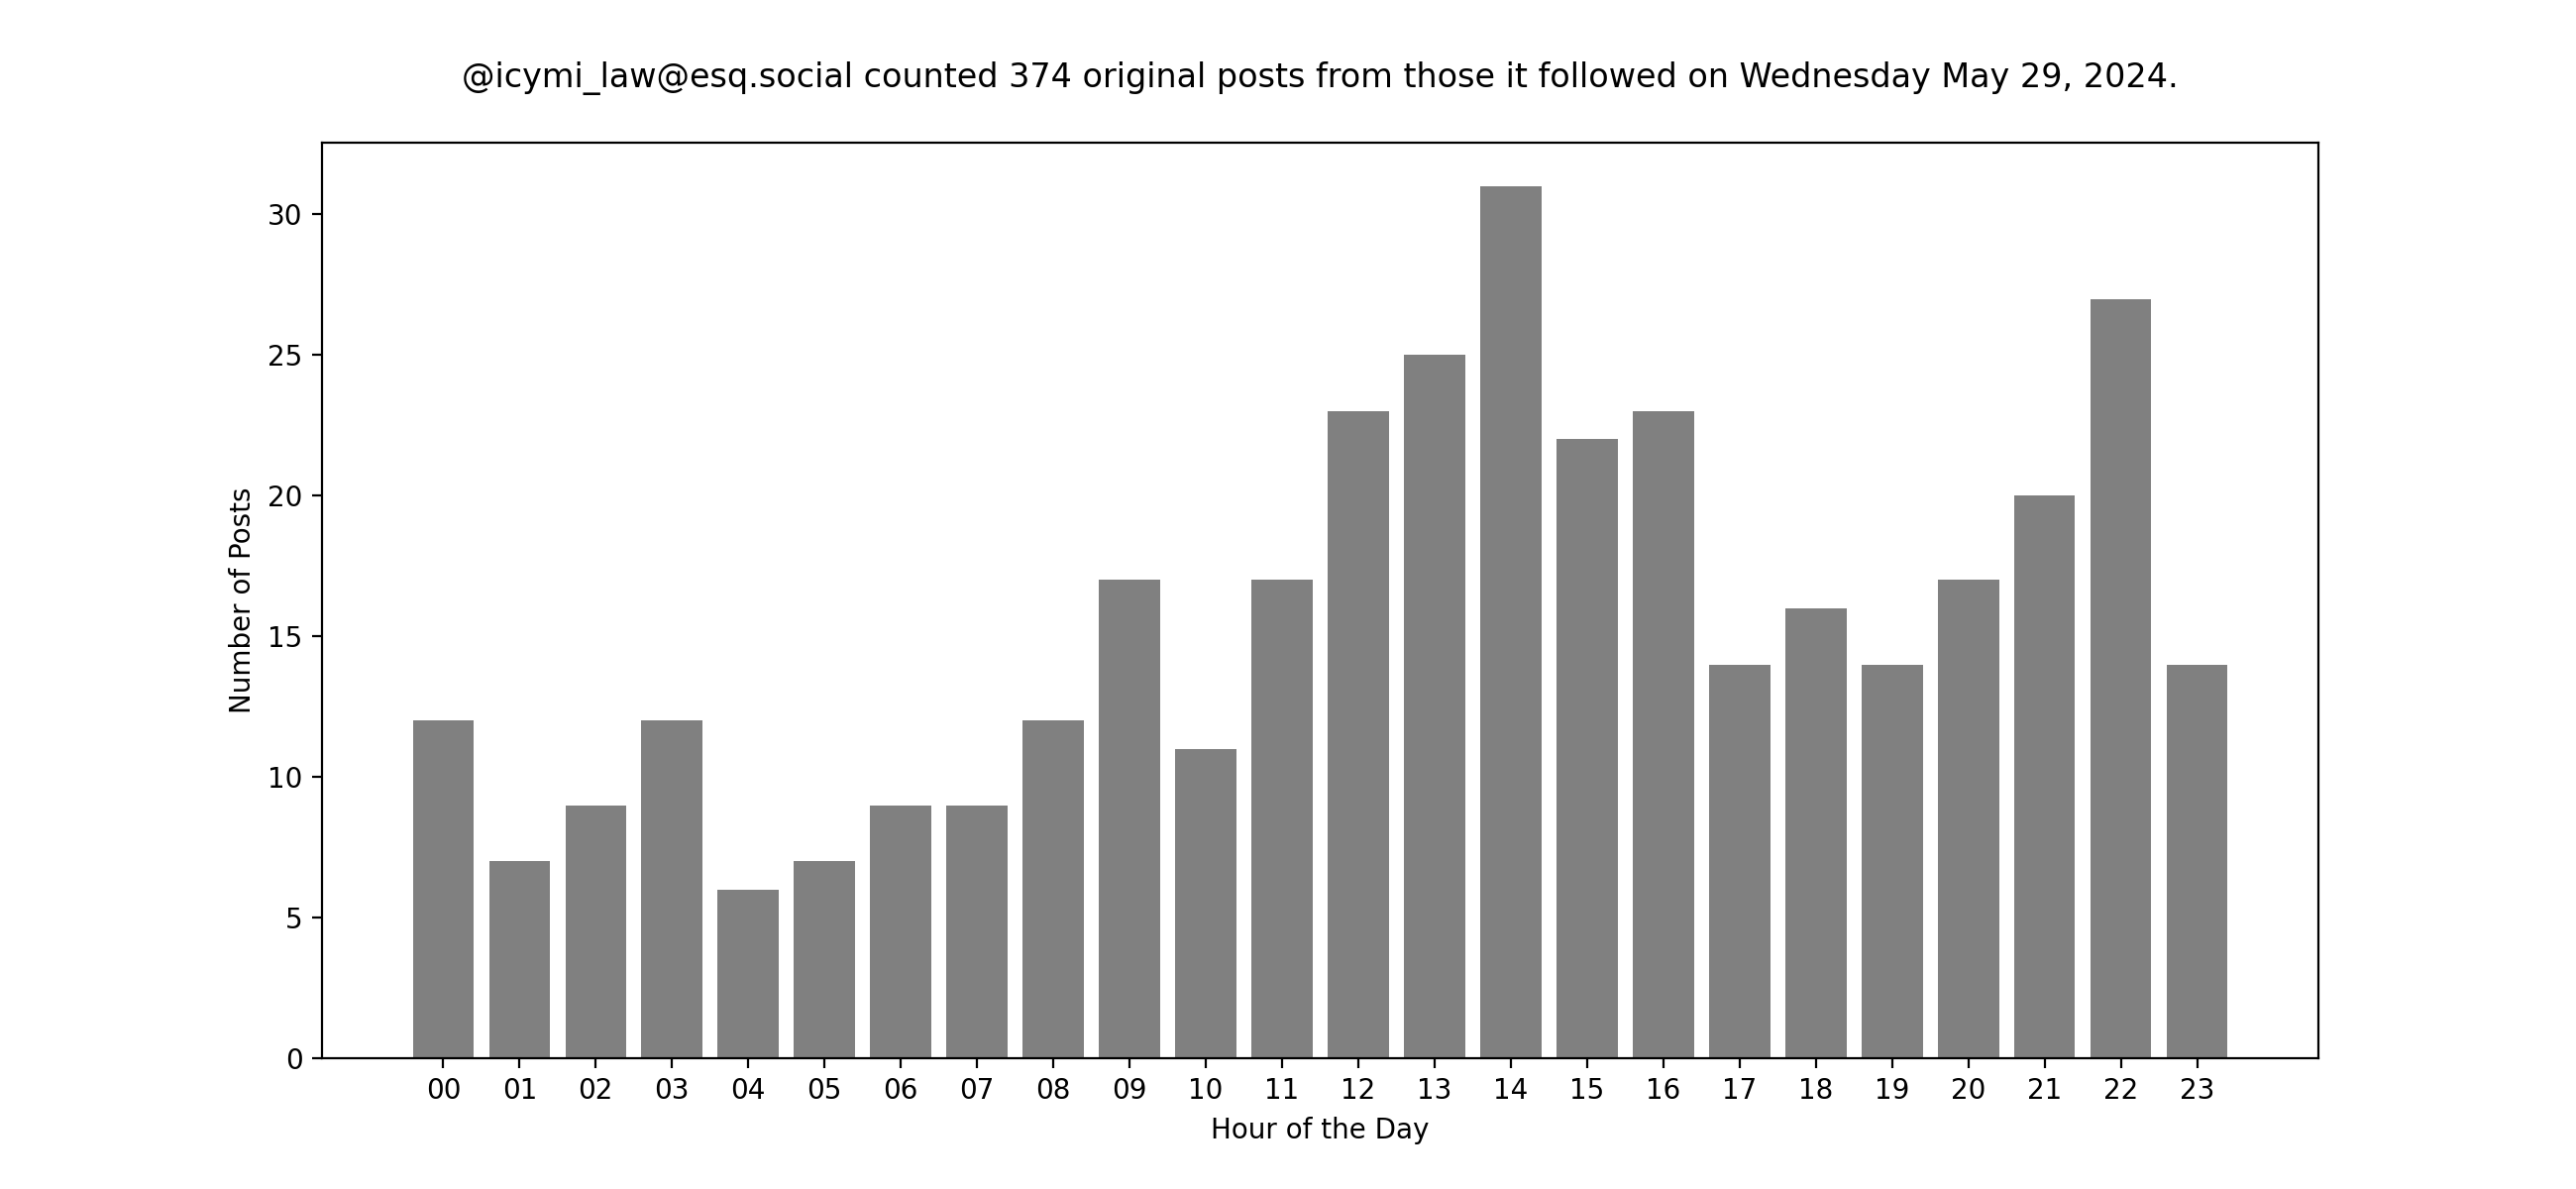 @icymi_law@esq.social counted 374 original posts from those it followed on Wednesday May 29, 2024.
30
25
20
15
10
5
0
Number of Posts
00 01 02 03 04 05 06 07 08 09 10 11 12 13 14 15 16 17 18 19 20 21 22 23
Hour of the Day